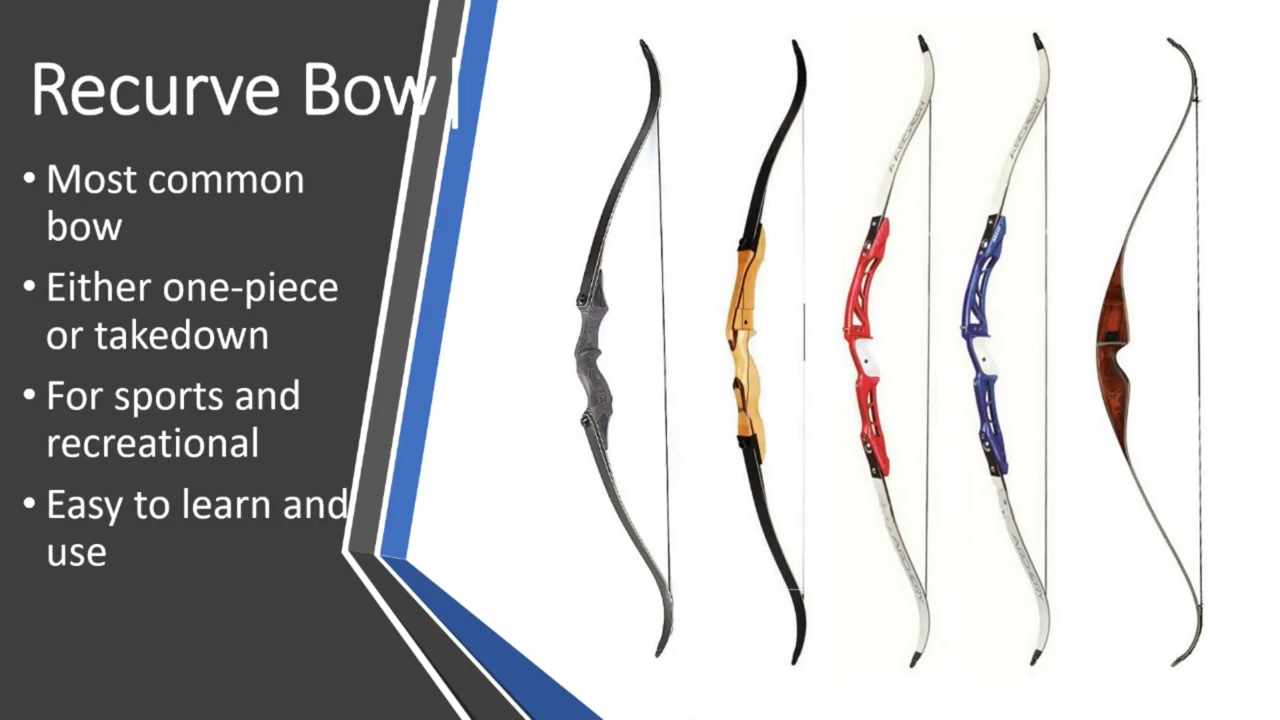 Recurve Bow
• Most common
bow
• Either one-piece
or takedown
• For sports and
recreational
• Easy to learn and
use
ARCHERY